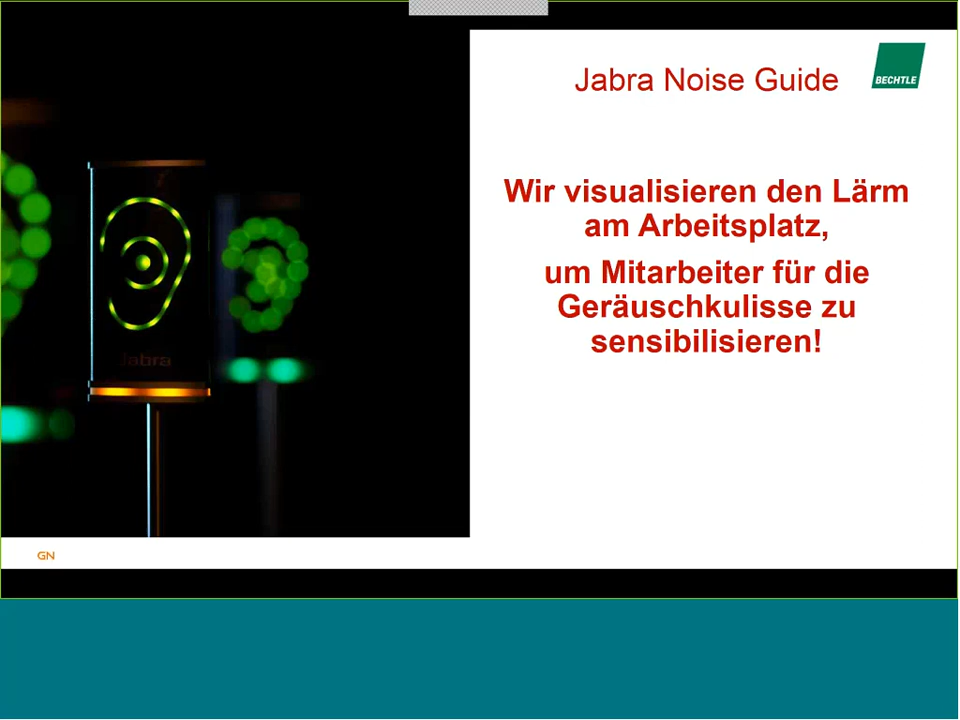 Jabra Noise Guide
BECHTLE
Wir visualisieren den Lärm
am Arbeitsplatz,
um Mitarbeiter für die
Geräuschkulisse zu
sensibilisieren!
Jabra
GN